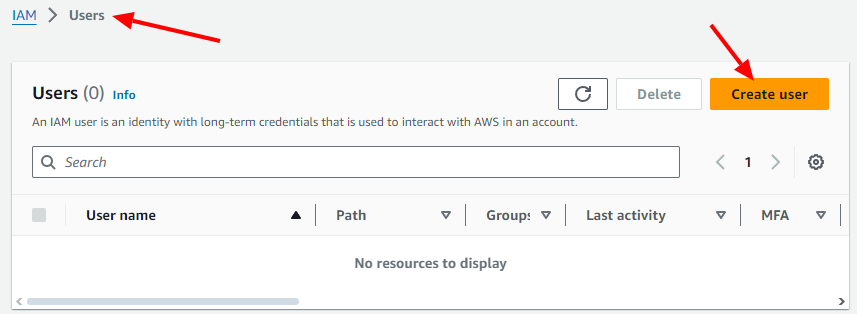 IAM > Users
Users (0) Info
Delete
Create user
An IAM user is an identity with long-term credentials that is used to interact with AWS in an account.
Search
1
User name
Path
Groups
Last activity
MFA
No resources to display